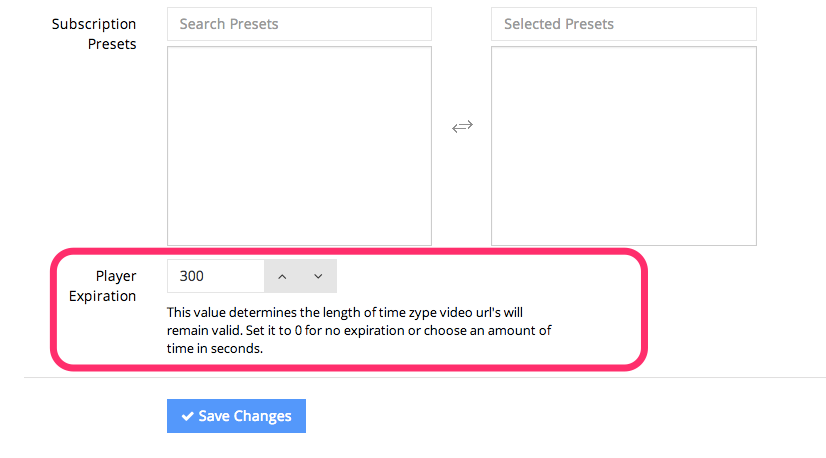 Subscription
Presets
Search Presets
Selected Presets
Player
Expiration
300
This value determines the length of time zype video url's will
remain valid. Set it to 0 for no expiration or choose an amount of
time in seconds.
Save Changes